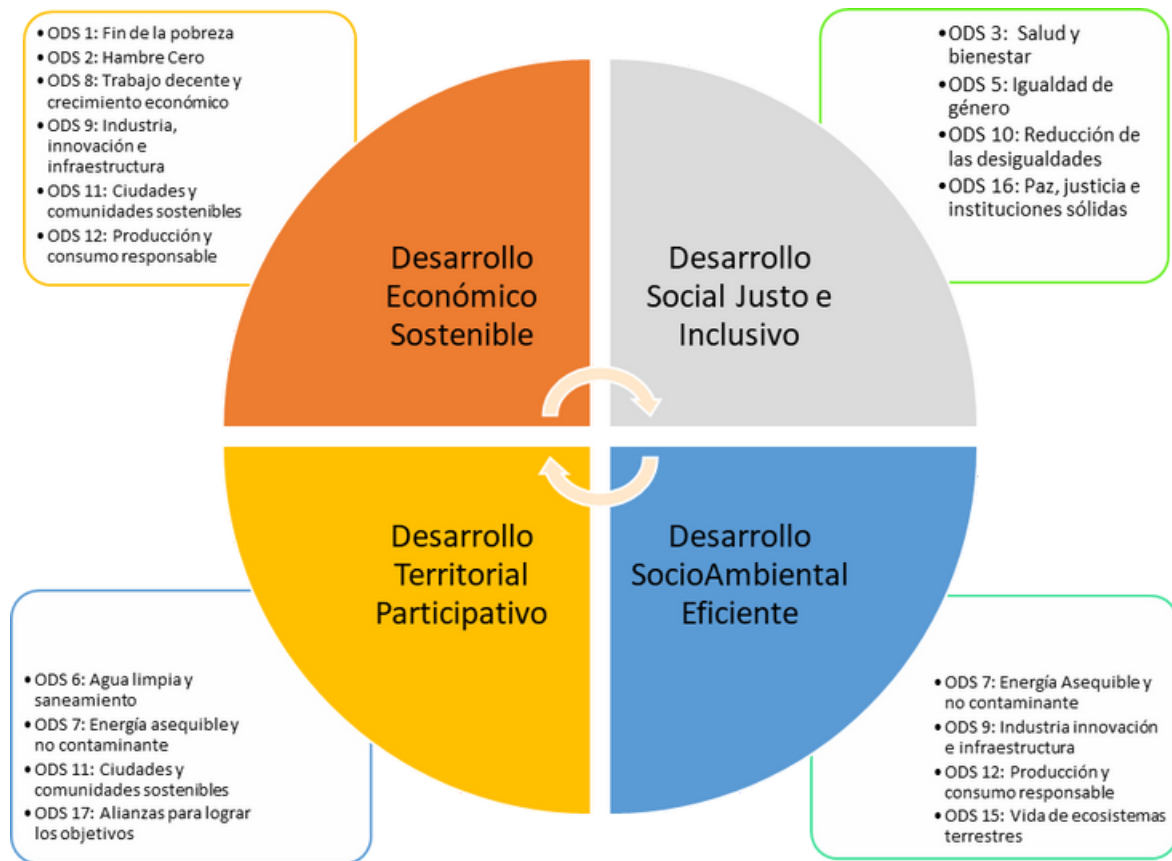 • ODS 1: Fin de la pobreza
• ODS 2: Hambre Cero
• ODS 8: Trabajo decente y
crecimiento económico
• ODS 9: Industria,
innovación e
infraestructura
• ODS 11: Ciudades y
comunidades sostenibles
• ODS 12: Producción y
consumo responsable
• ODS 3: Salud y
bienestar
• ODS 5: Igualdad de
género
• ODS 10: Reducción de
las desigualdades
• ODS 16: Paz, justicia e
instituciones sólidas
Desarrollo
Económico
Sostenible
Desarrollo
Social Justo e
Inclusivo
Desarrollo
Territorial
Participativo
Desarrollo
SocioAmbiental
Eficiente
• ODS 6: Agua limpia y
saneamiento
• ODS 7: Energía asequible y
no contaminante
• ODS 11: Ciudades y
comunidades sostenibles
• ODS 17: Alianzas para lograr
los objetivos
• ODS 7: Energía Asequible y
no contaminante
• ODS 9: Industria innovación
e infraestructura
• ODS 12: Producción y
consumo responsable
• ODS 15: Vida de ecosistemas
terrestres